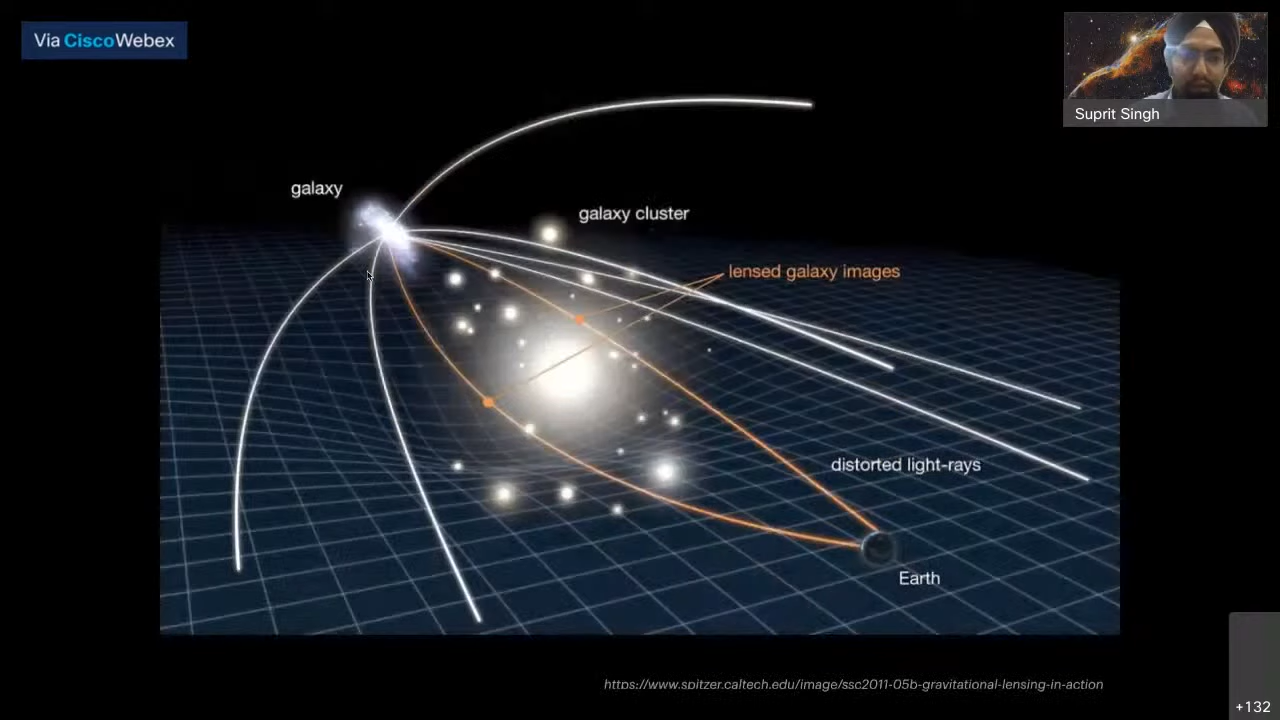 Via CiscoWebex
Suprit Singh
galaxy
galaxy cluster
lensed galaxy images
distorted light-rays
Earth
https://www.spitzer.caltech.edu/image/ssc2011-05b-gravitational-lensing-in-action
+132